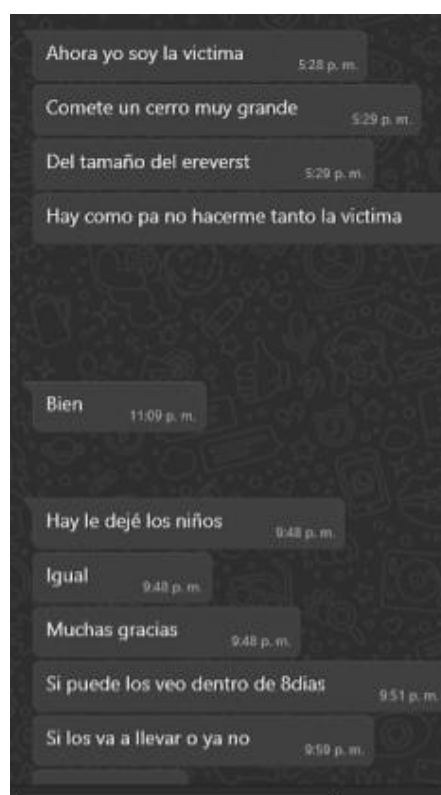 Ahora yo soy la victima
5:28 p. m.
Comete un cerro muy grande
5:29 p. m.
Del tamaño del ereverst
5:29 p. m.
Hay como pa no hacerme tanto la victima
Bien
11:09 p. m.
Hay le dejé los niños
9:48 p. m.
Igual
9:48 p. m.
Muchas gracias
9:48 p. m.
Si puede los veo dentro de 8dias
9:51 p. m.
Si los va a llevar o ya no
9:59 p. m.